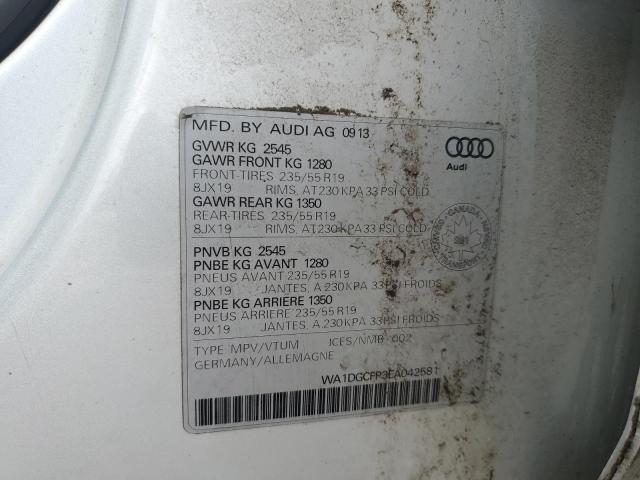 MFD. BY AUDI AG 0913
GVWR KG 2545
GAWR FRONT KG 1280
FRONT-TIRES 235/55 R19
8JX19 RIMS, AT 230 KPA 33 PSI COLD
GAWR REAR KG 1350
REAR-TIRES 235/55 R19
8JX19 RIMS, AT 230 KPA 33 PSI COLD
Audi
CANADA
PNVB KG 2545
PNBE KG AVANT 1280
PNEUS AVANT 235/55 R19
8JX19 JANTES, A 230 KPA 33 PSI FROIDS
PNBE KG ARRIERE 1350
PNEUS ARRIERE 235/55 R19
8JX19 JANTES, A 230 KPA 33 PSI FROIDS
TYPE MPV/VTUM ICES/NMB-002
GERMANY/ALLEMAGNE
WA1DGCFP3EA042581